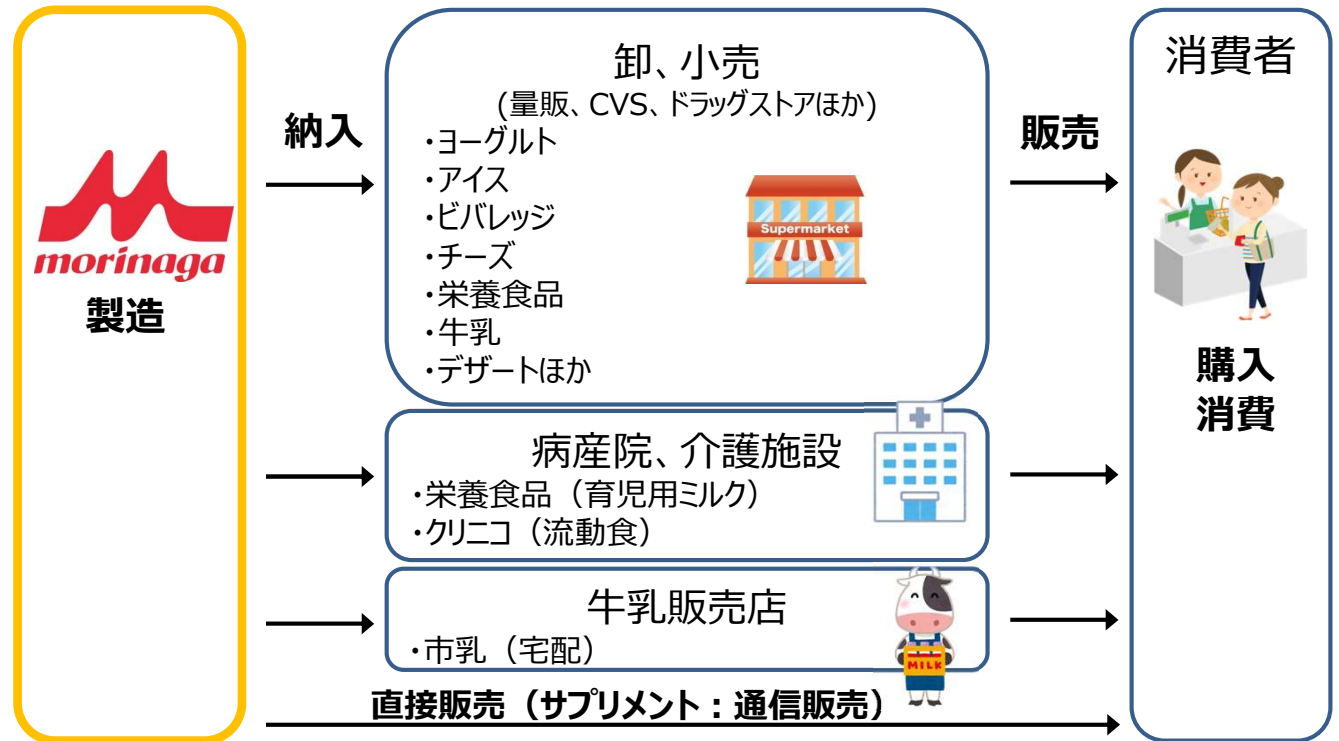 morinaga
製造
納入
卸、小売
(量販、CVS、ドラッグストアほか)
・ヨーグルト
・アイス
・ビバレッジ
・チーズ
・栄養食品
・牛乳
・デザートほか
Supermarket
病産院、介護施設
・栄養食品（育児用ミルク）
・クリニコ（流動食）
牛乳販売店
・市乳（宅配）
MILK
直接販売（サプリメント：通信販売）
販売
消費者
購入
消費